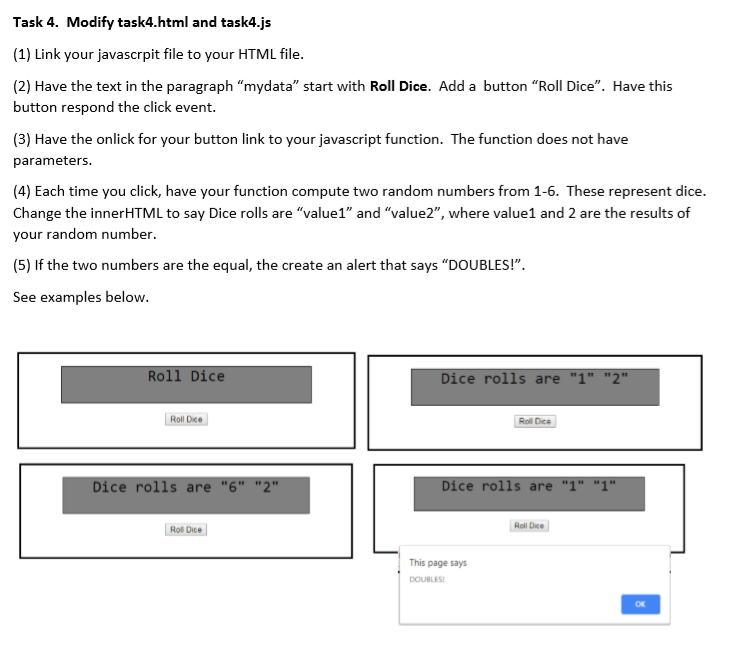 Task 4. Modify task4.html and task4.js
(1) Link your javascrpit file to your HTML file.
(2) Have the text in the paragraph “mydata” start with Roll Dice. Add a button “Roll Dice”. Have this
button respond the click event.
(3) Have the onlick for your button link to your javascript function. The function does not have
parameters.
(4) Each time you click, have your function compute two random numbers from 1-6. These represent dice.
Change the innerHTML to say Dice rolls are “value1” and “value2”, where value1 and 2 are the results of
your random number.
(5) If the two numbers are the equal, the create an alert that says “DOUBLES!”.
See examples below.
Roll Dice
Roll Dice
Dice rolls are "1" "2"
Roll Dice
Dice rolls are "6" "2"
Roll Dice
Dice rolls are "1" "1"
Roll Dice
This page says
DOUBLES!
OK